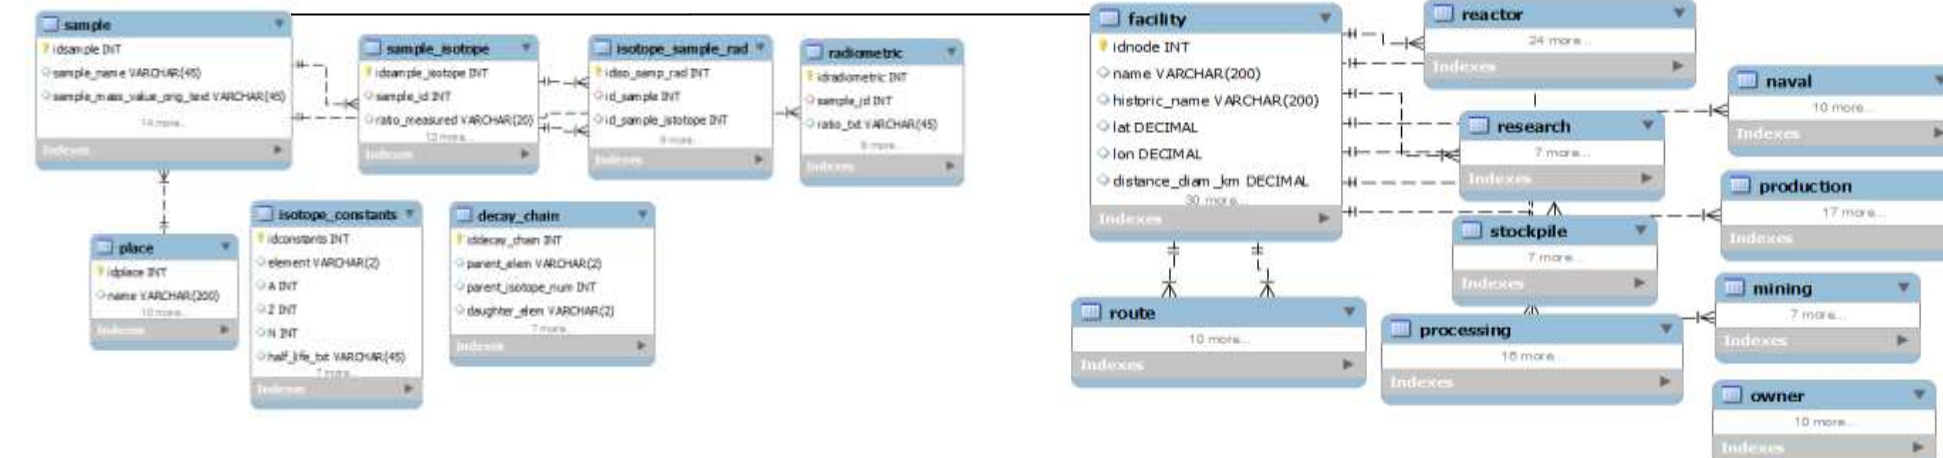 sample
idsample INT
sample_name VARCHAR(45)
sample_mass_value_orig_text VARCHAR(45)
14 more...
Indexes
sample_isotope
idsample_isotope INT
sample_id INT
ratio_measured VARCHAR(20)
12 more...
Indexes
isotope_sample_rad
idiso_samp_rad INT
id_sample INT
id_sample_istotope INT
Indexes
radiometric
idradiometric INT
sample_id INT
ratio_txt VARCHAR(45)
Indexes
place
idplace INT
name VARCHAR(200)
10 more...
Indexes
isotope_constants
idconstants INT
element VARCHAR(2)
A INT
Z INT
N INT
half_life_txt VARCHAR(45)
7 more...
Indexes
decay_chain
iddecay_chain INT
parent_elem VARCHAR(2)
parent_isotope_num INT
daughter_elem VARCHAR(2)
7 more...
Indexes
facility
idnode INT
name VARCHAR(200)
historic_name VARCHAR(200)
lat DECIMAL
lon DECIMAL
distance_diam_km DECIMAL
30 more...
Indexes
route
10 more...
Indexes
reactor
24 more...
Indexes
research
7 more...
Indexes
stockpile
7 more...
Indexes
processing
16 more...
Indexes
naval
10 more...
Indexes
production
17 more...
Indexes
mining
7 more...
Indexes
owner
10 more...
Indexes